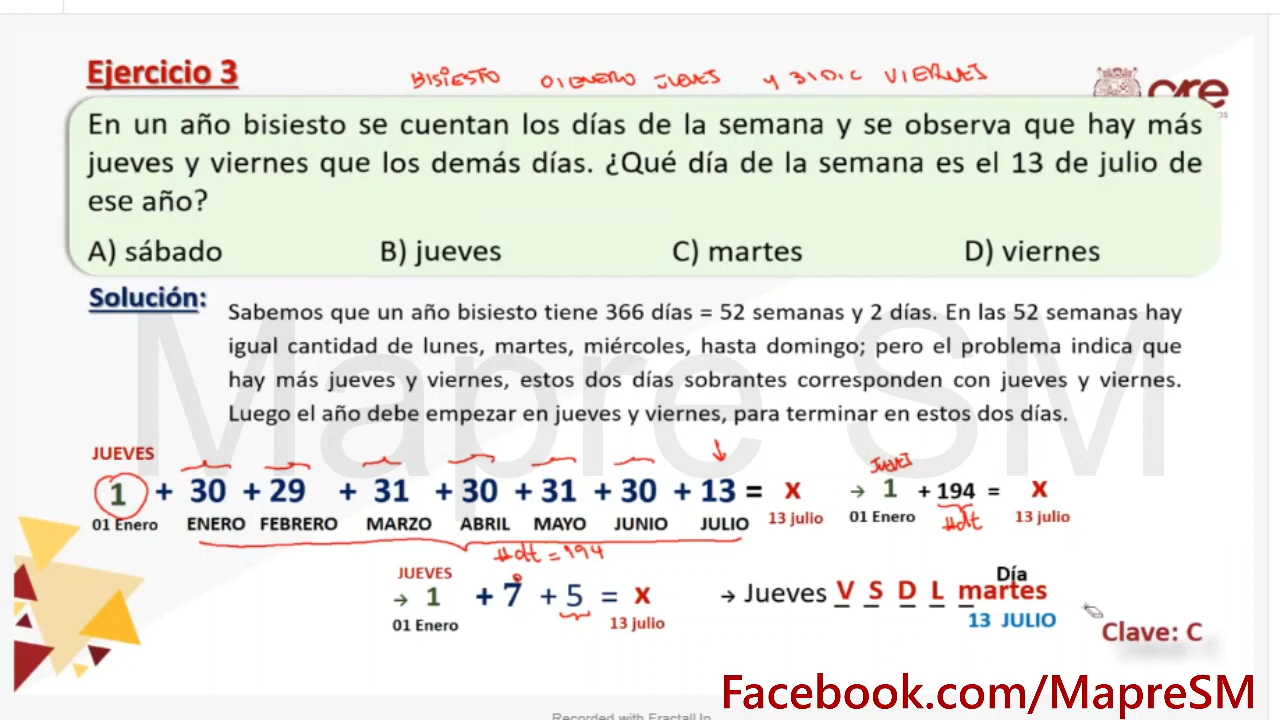 Ejercicio 3
BISIESTO 01 ENERO JUEVES Y 31 DIC VIERNES
cre
En un año bisiesto se cuentan los días de la semana y se observa que hay más
jueves y viernes que los demás días. ¿Qué día de la semana es el 13 de julio de
ese año?
A) sábado B) jueves C) martes D) viernes
Solución:
Sabemos que un año bisiesto tiene 366 días = 52 semanas y 2 días. En las 52 semanas hay
igual cantidad de lunes, martes, miércoles, hasta domingo; pero el problema indica que
hay más jueves y viernes, estos dos días sobrantes corresponden con jueves y viernes.
Luego el año debe empezar en jueves y viernes, para terminar en estos dos días.
Mapre SM
JUEVES
JUEVES
1 + 30 + 29 + 31 + 30 + 31 + 30 + 13 = X → 1 + 194 = X
01 Enero ENERO FEBRERO MARZO ABRIL MAYO JUNIO JULIO 13 julio 01 Enero #dt 13 julio
#dt = 194
JUEVES
→ 1 + 7° + 5 = X
01 Enero 13 julio
Día
→ Jueves V S D L martes
13 JULIO
Clave: C
Facebook.com/MapreSM